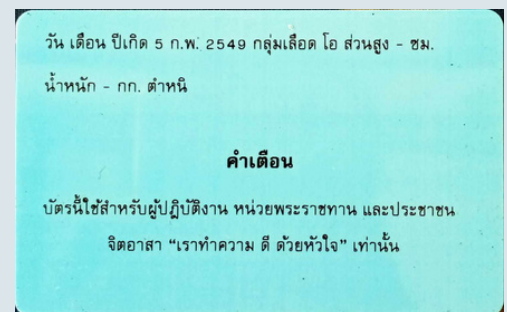 วัน เดือน ปีเกิด 5 ก.พ. 2549 กลุ่มเลือด โอ ส่วนสูง - ซม.
น้ำหนัก - กก. ตำหนิ
คำเตือน
บัตรนี้ใช้สำหรับผู้ปฏิบัติงาน หน่วยพระราชทาน และประชาชน
จิตอาสา “เราทำความ ดี ด้วยหัวใจ” เท่านั้น